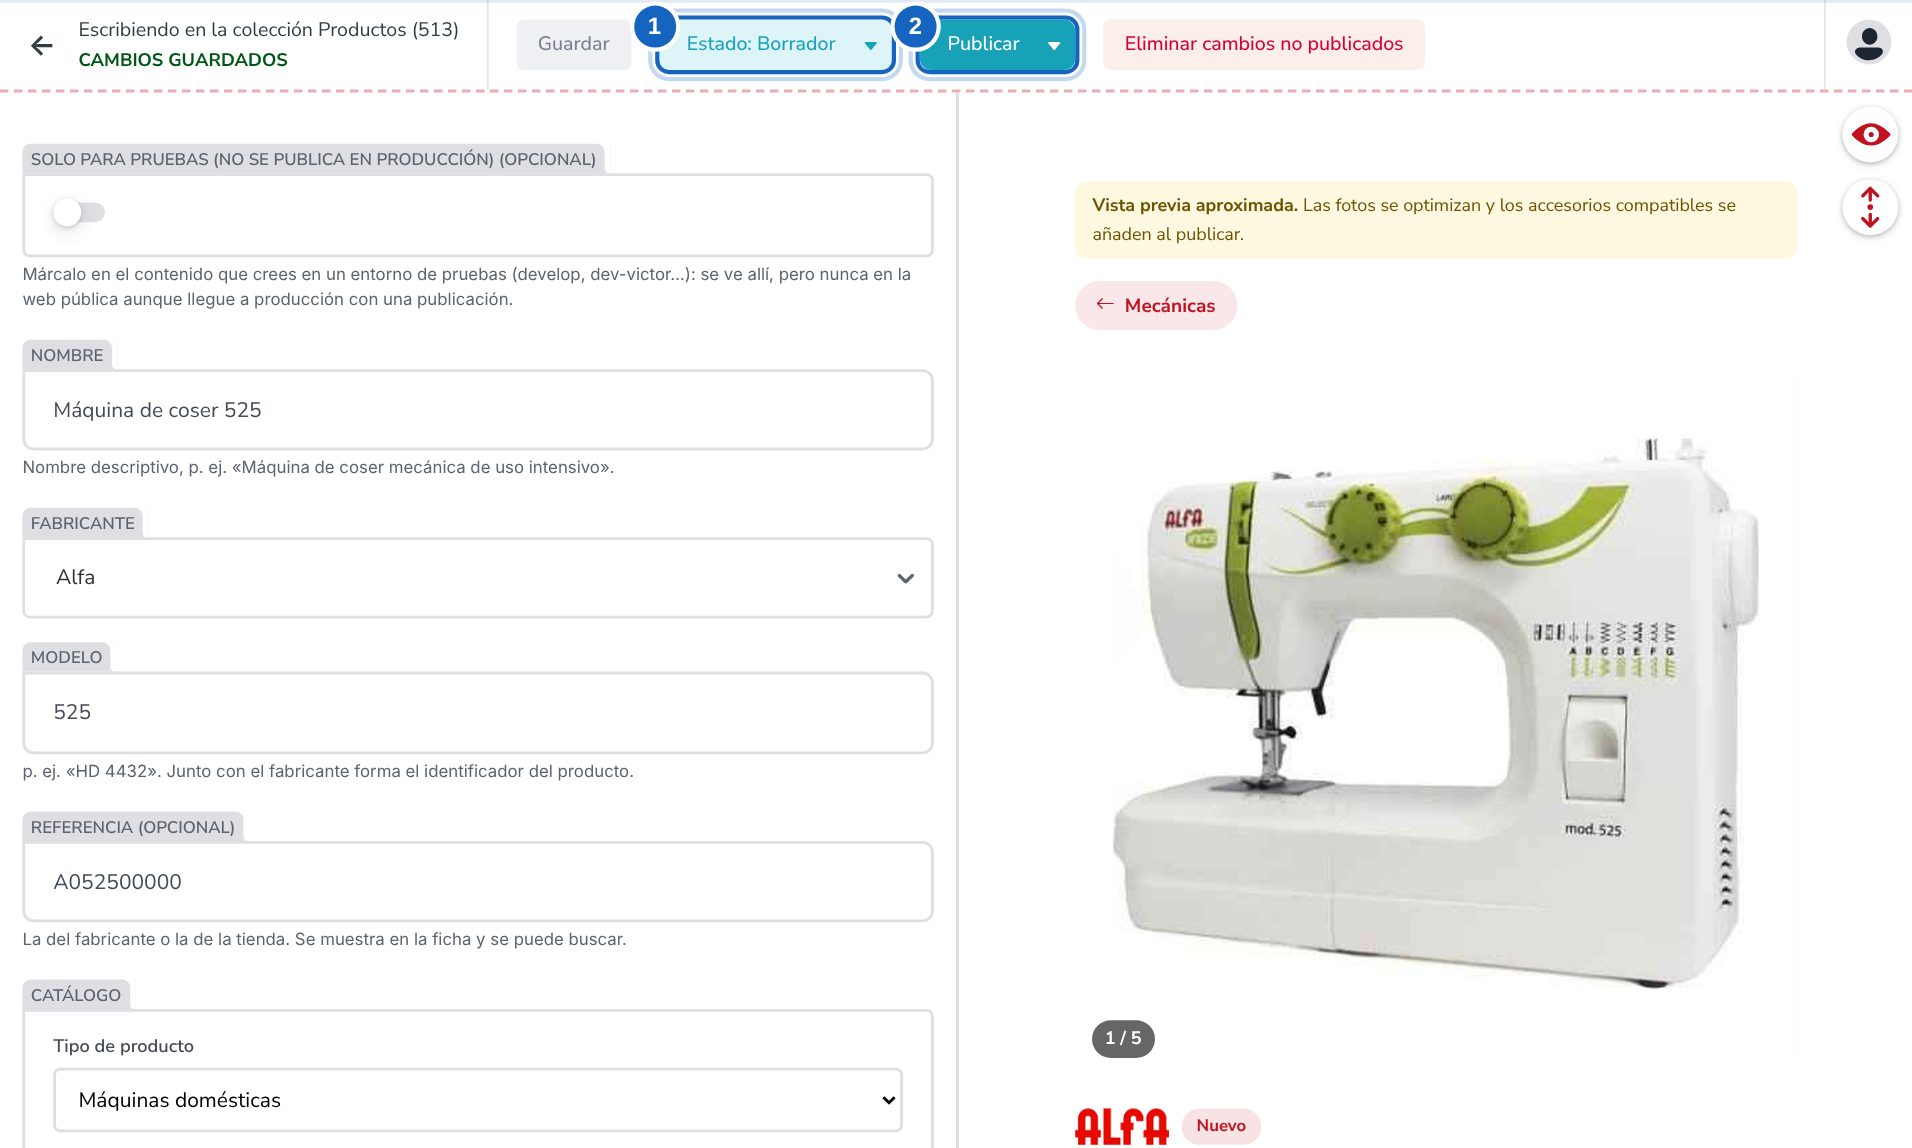 Escribiendo en la colección Productos (513)
CAMBIOS GUARDADOS
Guardar
1
Estado: Borrador
2
Publicar
Eliminar cambios no publicados
SOLO PARA PRUEBAS (NO SE PUBLICA EN PRODUCCIÓN) (OPCIONAL)
Márcalo en el contenido que crees en un entorno de pruebas (develop, dev-victor…): se ve allí, pero nunca en la
web pública aunque llegue a producción con una publicación.
NOMBRE
Máquina de coser 525
Nombre descriptivo, p. ej. «Máquina de coser mecánica de uso intensivo».
FABRICANTE
Alfa
MODELO
525
p. ej. «HD 4432». Junto con el fabricante forma el identificador del producto.
REFERENCIA (OPCIONAL)
A052500000
La del fabricante o la de la tienda. Se muestra en la ficha y se puede buscar.
CATÁLOGO
Tipo de producto
Máquinas domésticas
Vista previa aproximada. Las fotos se optimizan y los accesorios compatibles se
añaden al publicar.
← Mecánicas
ALFA
A B C D E F G
mod. 525
1 / 5
ALFA
Nuevo